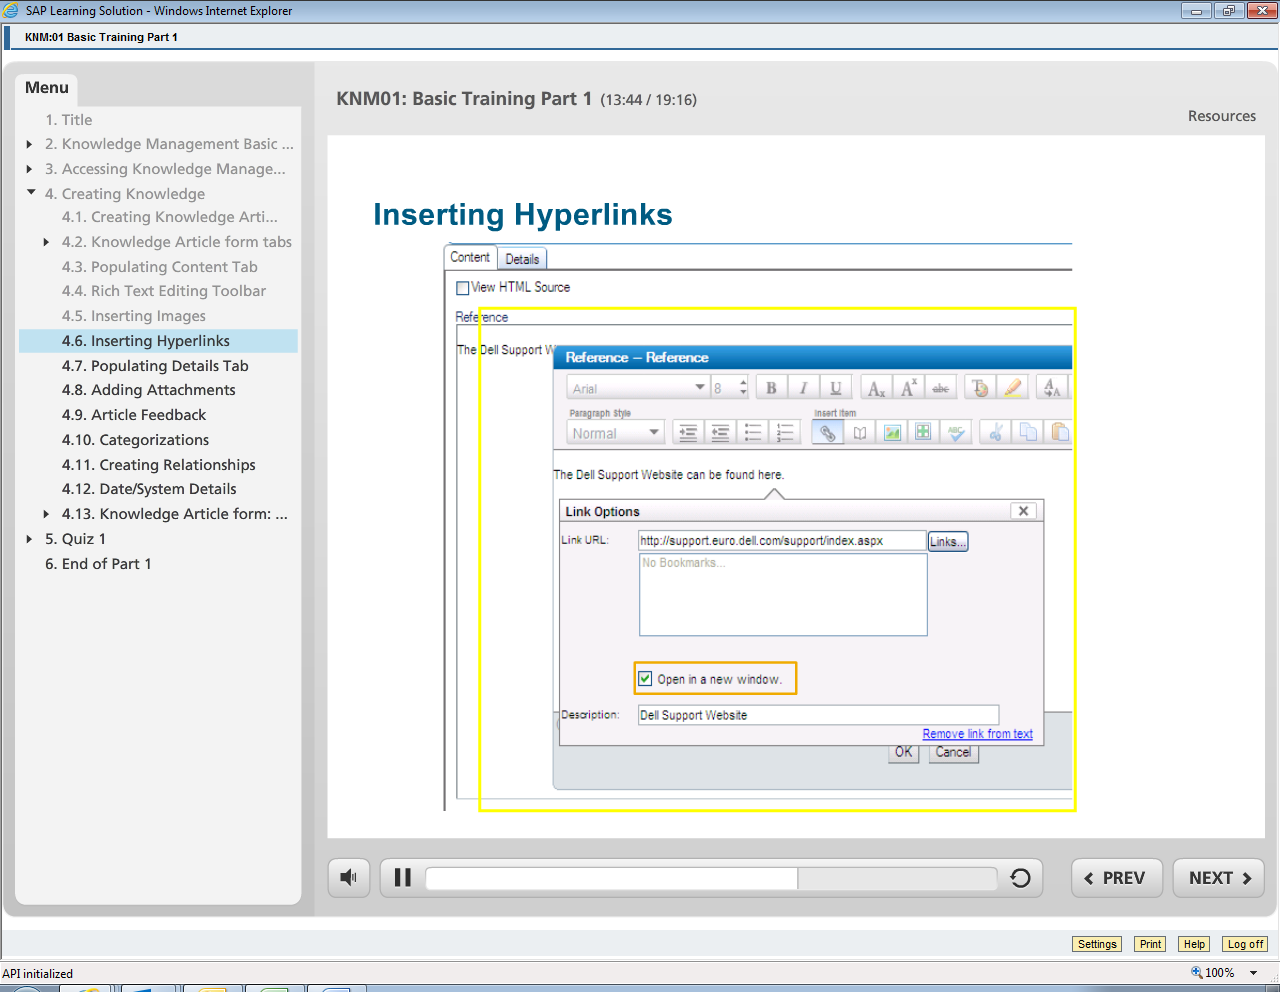 SAP Learning Solution - Windows Internet Explorer
KNM:01 Basic Training Part 1
Menu
1. Title
2. Knowledge Management Basic ...
3. Accessing Knowledge Manage...
4. Creating Knowledge
4.1. Creating Knowledge Arti...
4.2. Knowledge Article form tabs
4.3. Populating Content Tab
4.4. Rich Text Editing Toolbar
4.5. Inserting Images
4.6. Inserting Hyperlinks
4.7. Populating Details Tab
4.8. Adding Attachments
4.9. Article Feedback
4.10. Categorizations
4.11. Creating Relationships
4.12. Date/System Details
4.13. Knowledge Article form: ...
5. Quiz 1
6. End of Part 1
KNM01: Basic Training Part 1 (13:44 / 19:16)
Resources
Inserting Hyperlinks
Content Details
View HTML Source
Reference
The Dell Support W
Reference – Reference
Arial 8 B I U Ax Ax abc
Paragraph Style Insert Item
Normal ABC
The Dell Support Website can be found here.
Link Options
Link URL: http://support.euro.dell.com/support/index.aspx Links...
No Bookmarks...
Open in a new window.
Description: Dell Support Website
Remove link from text
OK Cancel
PREV NEXT
Settings Print Help Log off
API initialized 100%